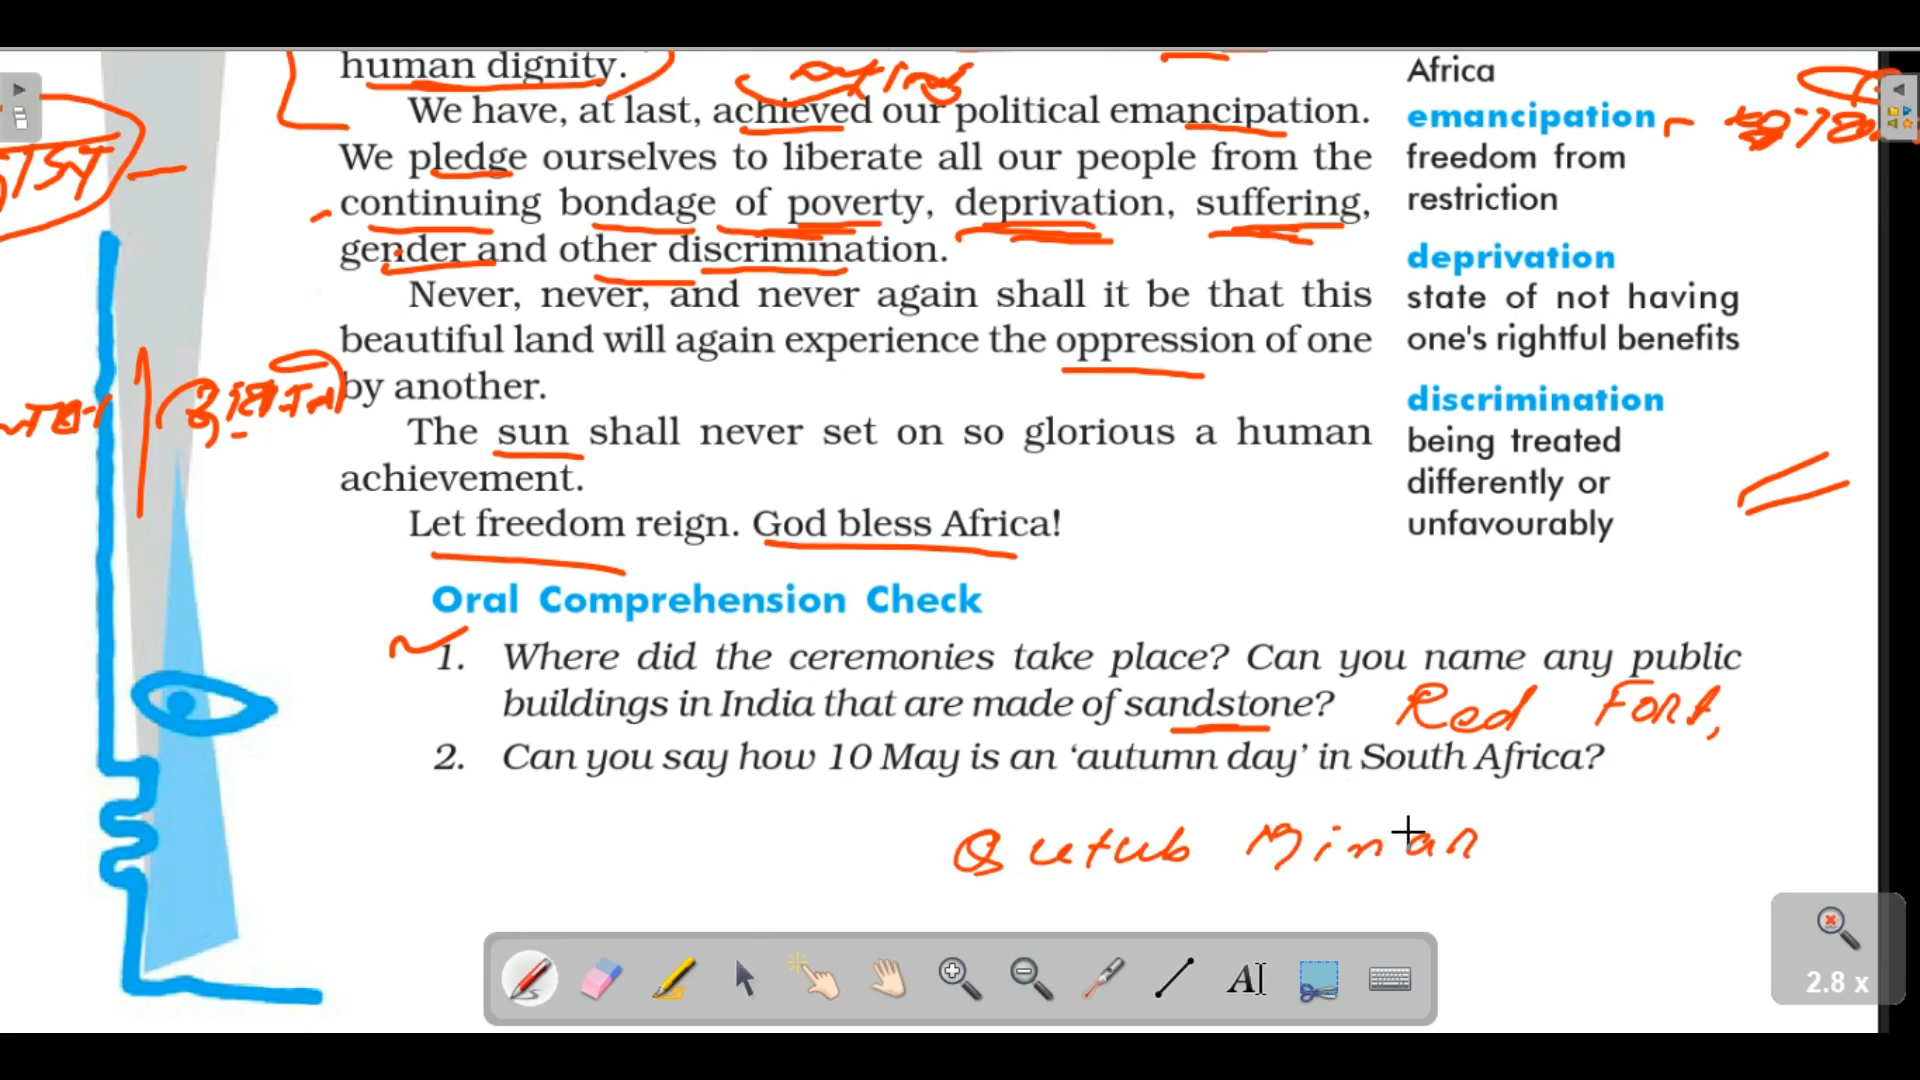 human dignity.
We have, at last, achieved our political emancipation.
We pledge ourselves to liberate all our people from the
continuing bondage of poverty, deprivation, suffering,
gender and other discrimination.
Never, never, and never again shall it be that this
beautiful land will again experience the oppression of one
by another.
The sun shall never set on so glorious a human
achievement.
Let freedom reign. God bless Africa!
Africa
emancipation
freedom from
restriction
deprivation
state of not having
one's rightful benefits
discrimination
being treated
differently or
unfavourably
Oral Comprehension Check
1. Where did the ceremonies take place? Can you name any public
buildings in India that are made of sandstone? Red Fort,
2. Can you say how 10 May is an ‘autumn day’ in South Africa?
Qutub Minar
2.8 x